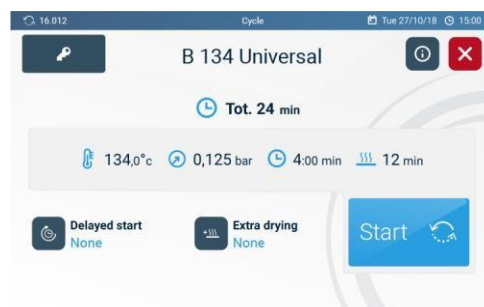 16.012 Cycle Tue 27/10/18 15:00
B 134 Universal
Tot. 24 min
134,0°c 0,125 bar 4:00 min 12 min
Delayed start
None
Extra drying
None
Start